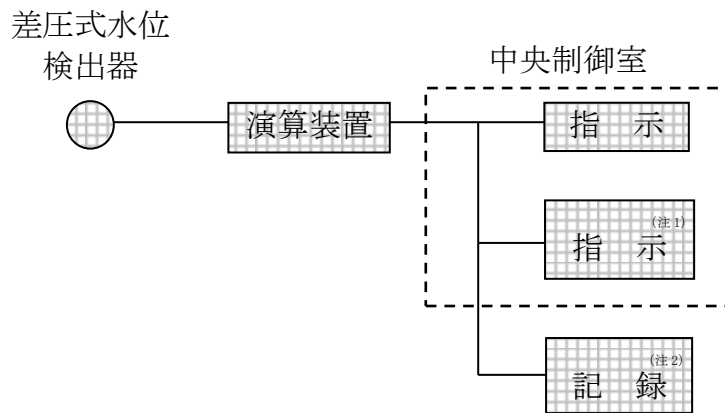 差圧式水位
検出器
中央制御室
演算装置
指 示
指 示(注1)
記 録(注2)